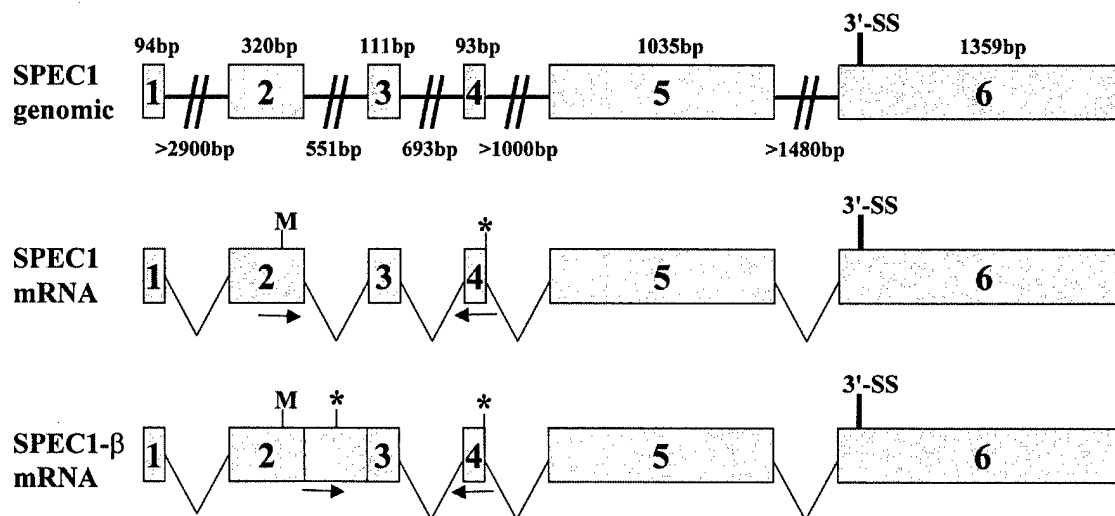 3'-SS
94bp 320bp 111bp 93bp 1035bp 1359bp
SPEC1 genomic
1 2 3 4 5 6
>2900bp 551bp 693bp >1000bp >1480bp
M * 3'-SS
SPEC1 mRNA
1 2 3 4 5 6
M * * 3'-SS
SPEC1-β mRNA
1 2 3 4 5 6